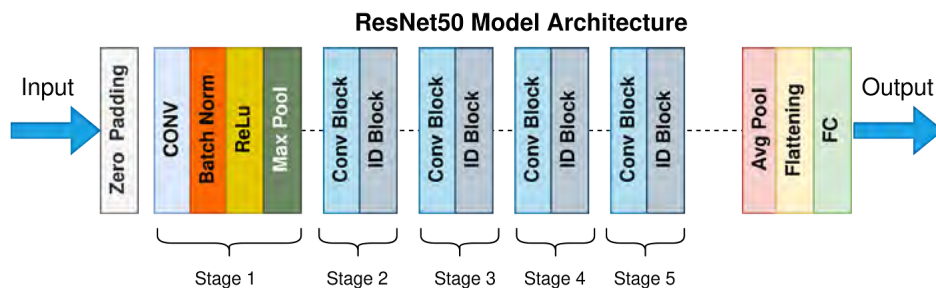 ResNet50 Model Architecture
Input
Zero Padding
CONV
Batch Norm
ReLu
Max Pool
Conv Block
ID Block
Conv Block
ID Block
Conv Block
ID Block
Conv Block
ID Block
Avg Pool
Flattening
FC
Output
Stage 1
Stage 2
Stage 3
Stage 4
Stage 5